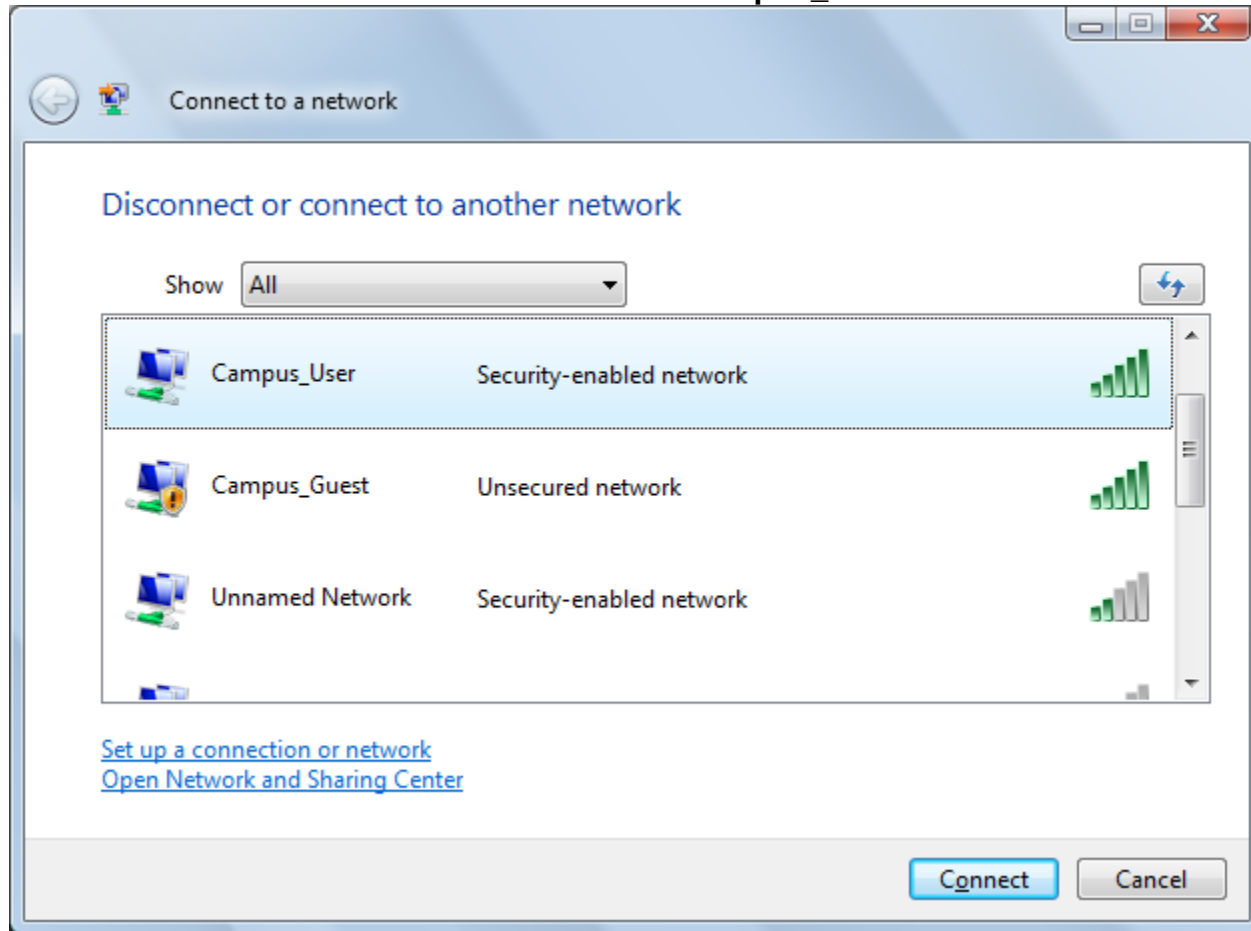 Connect to a network
Disconnect or connect to another network
Show All
Campus_User Security-enabled network
Campus_Guest Unsecured network
Unnamed Network Security-enabled network
Set up a connection or network
Open Network and Sharing Center
Connect Cancel